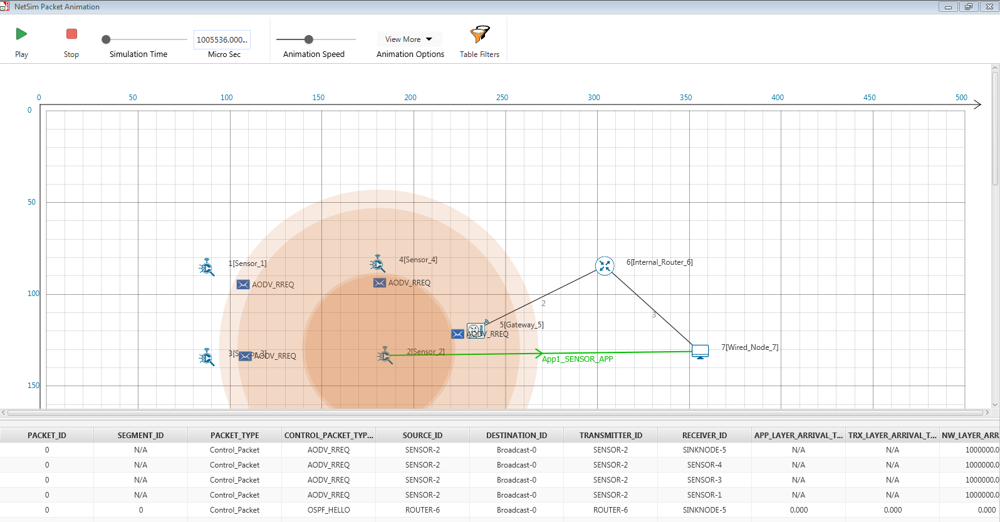 NetSim Packet Animation
Play
Stop
Simulation Time
1005536.000...
Micro Sec
Animation Speed
View More
Animation Options
Table Filters
0 50 100 150 200 250 300 350 400 450 500
0
50
100
150
1[Sensor_1]
AODV_RREQ
4[Sensor_4]
AODV_RREQ
6[Internal_Router_6]
2
3
5[Gateway_5]
AODV_RREQ
AODV_RREQ
2[Sensor_2]
7[Wired_Node_7]
App1_SENSOR_APP
PACKET_ID SEGMENT_ID PACKET_TYPE CONTROL_PACKET_TYP... SOURCE_ID DESTINATION_ID TRANSMITTER_ID RECEIVER_ID APP_LAYER_ARRIVAL_T... TRX_LAYER_ARRIVAL_T... NW_LAYER_ARR
0 N/A Control_Packet AODV_RREQ SENSOR-2 Broadcast-0 SENSOR-2 SINKNODE-5 N/A N/A 1000000.0
0 N/A Control_Packet AODV_RREQ SENSOR-2 Broadcast-0 SENSOR-2 SENSOR-4 N/A N/A 1000000.0
0 N/A Control_Packet AODV_RREQ SENSOR-2 Broadcast-0 SENSOR-2 SENSOR-3 N/A N/A 1000000.0
0 N/A Control_Packet AODV_RREQ SENSOR-2 Broadcast-0 SENSOR-2 SENSOR-1 N/A N/A 1000000.0
0 0 Control_Packet OSPF_HELLO ROUTER-6 Broadcast-0 ROUTER-6 SINKNODE-5 0.000 0.000 0.000